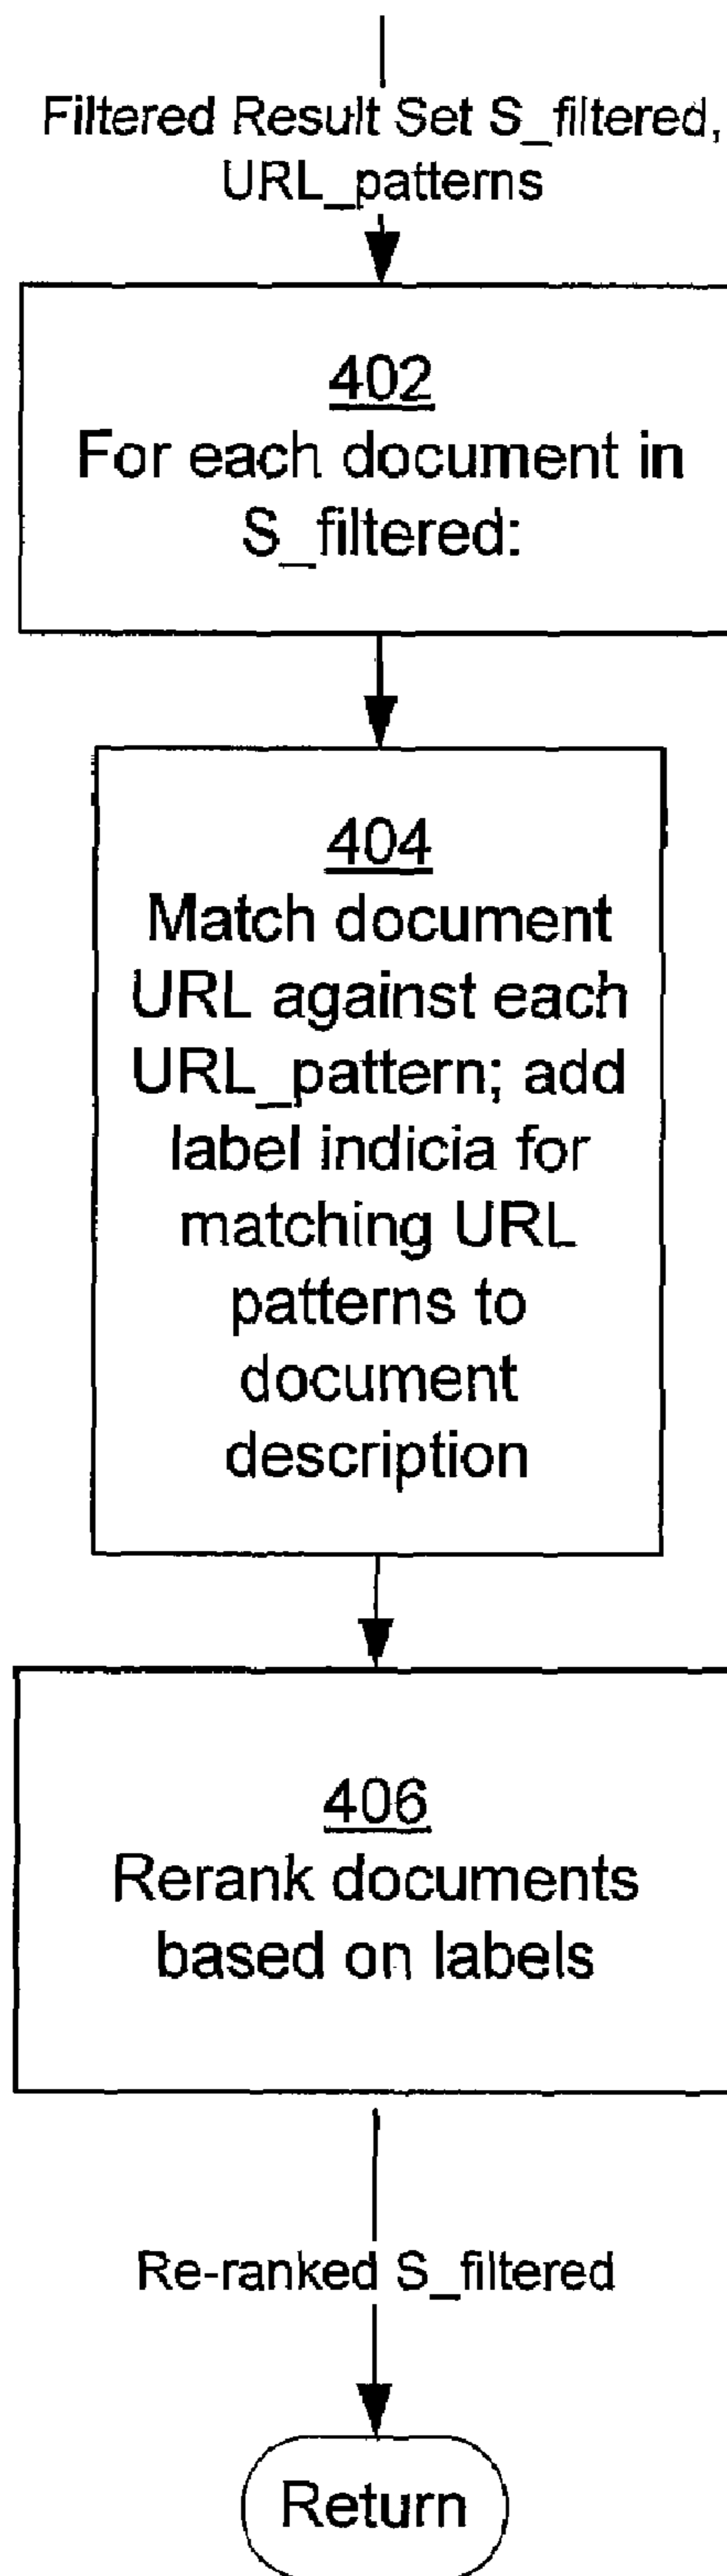 Filtered Result Set S_filtered,
URL_patterns
402
For each document in
S_filtered:
404
Match document
URL against each
URL_pattern; add
label indicia for
matching URL
patterns to
document
description
406
Rerank documents
based on labels
Re-ranked S_filtered
Return